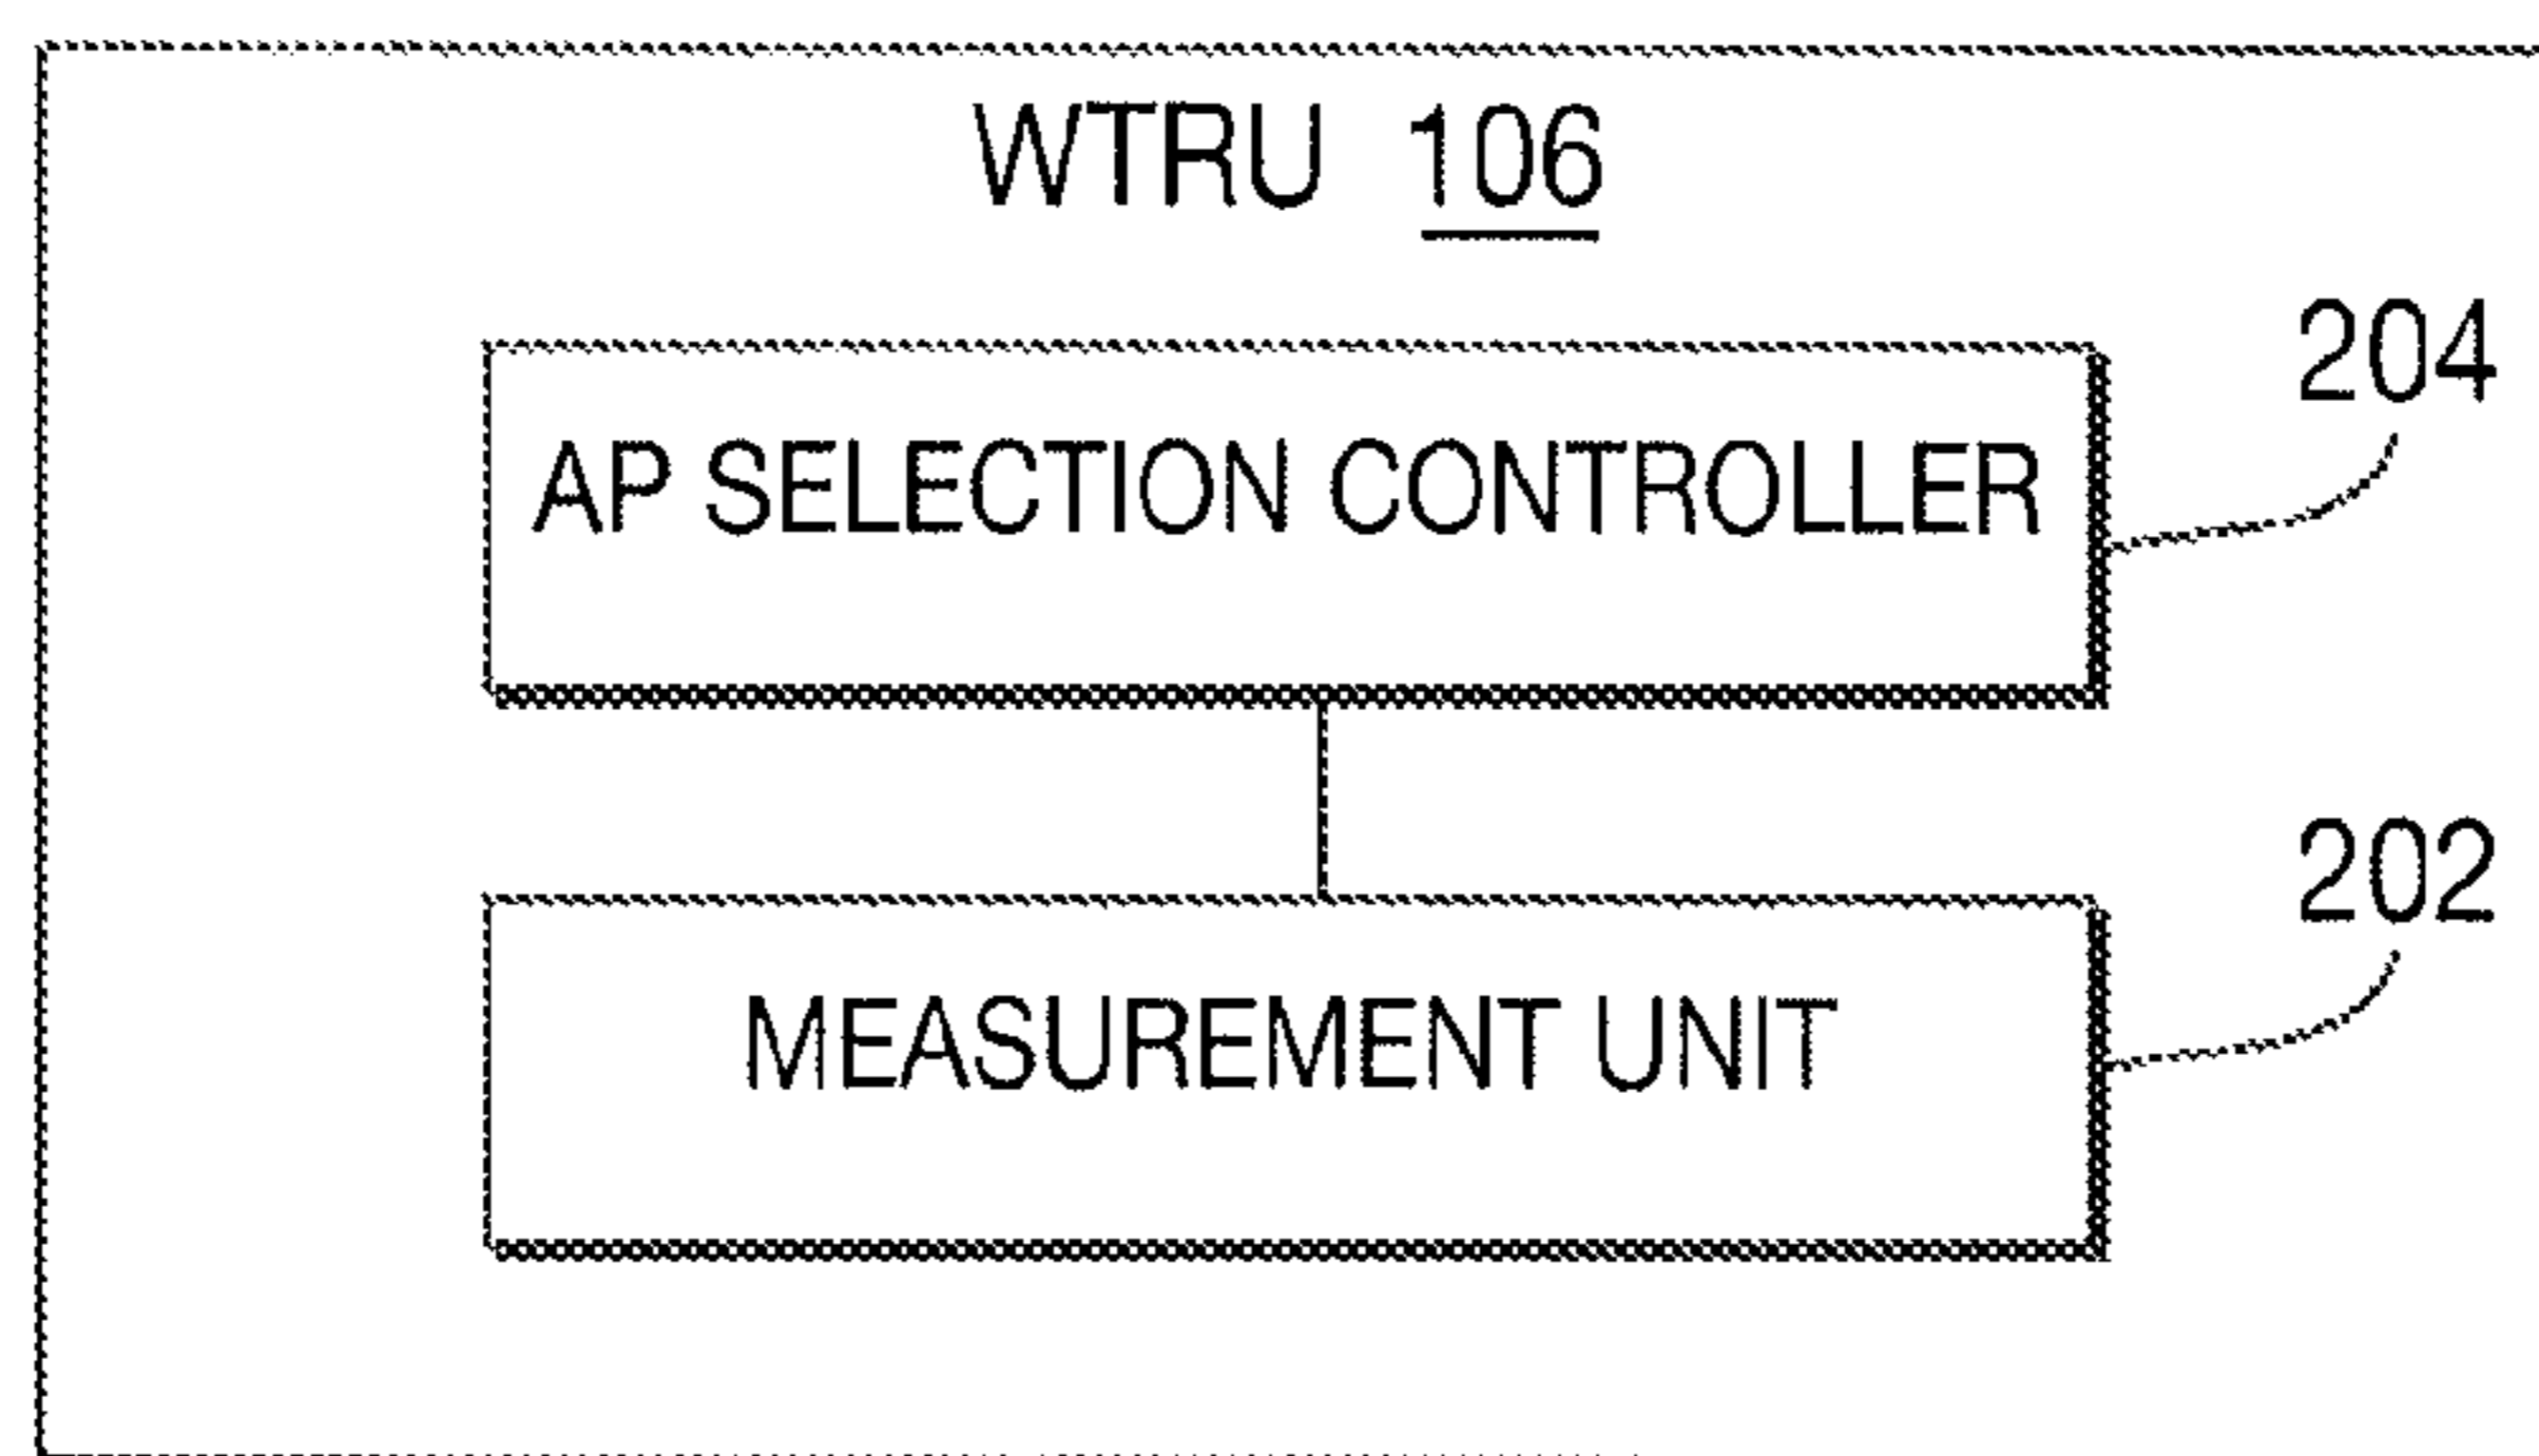 WTRU 106
204
AP SELECTION CONTROLLER
202
MEASUREMENT UNIT